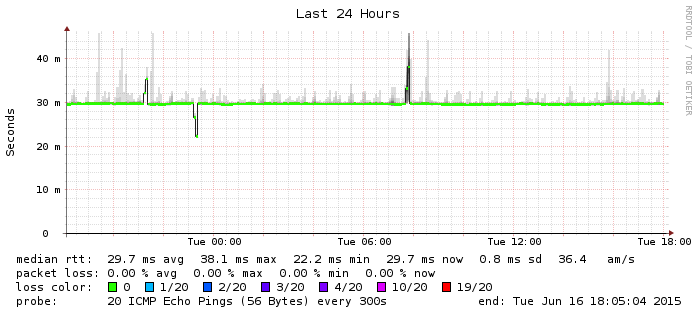 Last 24 Hours
RRDTOOL / TOBI OETIKER
Seconds
40 m
30 m
20 m
10 m
0
Tue 00:00 Tue 06:00 Tue 12:00 Tue 18:00
median rtt: 29.7 ms avg 38.1 ms max 22.2 ms min 29.7 ms now 0.8 ms sd 36.4 am/s
packet loss: 0.00 % avg 0.00 % max 0.00 % min 0.00 % now
loss color: 0 1/20 2/20 3/20 4/20 10/20 19/20
probe: 20 ICMP Echo Pings (56 Bytes) every 300s end: Tue Jun 16 18:05:04 2015